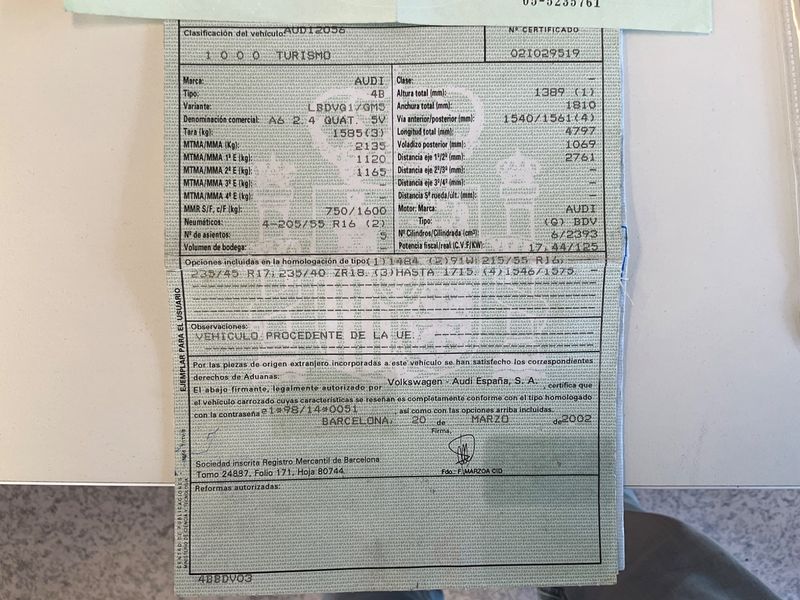 05-5235761
Clasificación del vehículo: AUDI2056
Nº CERTIFICADO
1 0 0 0 TURISMO
02I029519
Marca: AUDI
Tipo: 4B
Variante: LBDVG1/GM5
Denominación comercial: A6 2.4 QUAT. 5V
Tara (kg): 1585(3)
MTMA/MMA (Kg): 2135
MTMA/MMA 1º E (kg): 1120
MTMA/MMA 2º E (kg): 1165
MTMA/MMA 3º E (kg): —
MTMA/MMA 4º E (kg): —
MMR S/F, c/F (kg): 750/1600
Neumáticos: 4-205/55 R16 (2)
Nº de asientos: 5
Volumen de bodega: —
Clase: —
Altura total (mm): 1389 (1)
Anchura total (mm): 1810
Vía anterior/posterior (mm): 1540/1561(4)
Longitud total (mm): 4797
Voladizo posterior (mm): 1069
Distancia eje 1º/2º (mm): 2761
Distancia eje 2º/3º (mm): —
Distancia eje 3º/4º (mm): —
Distancia 5ª rueda/últ. (mm): —
Motor: Marca: AUDI
Tipo: (G) BDV
Nº Cilindros/Cilindrada (cm³): 6/2393
Potencia fiscal/real (C.V.F/KW): 17,44/125
Opciones incluidas en la homologación de tipo: (1)1484 (2)91W;215/55 R16;
235/45 R17;235/40 ZR18.(3)HASTA 1715.(4)1546/1575. —
Observaciones:
VEHICULO PROCEDENTE DE LA UE.
Por las piezas de origen extranjero incorporadas a este vehículo se han satisfecho los correspondientes
derechos de Aduanas:
El abajo firmante, legalmente autorizado por Volkswagen - Audi España, S. A. , certifica que
el vehículo carrozado cuyas características se reseñan es completamente conforme con el tipo homologado
con la contraseña e1*98/14*0051 , así como con las opciones arriba incluidas.
BARCELONA, 20 de MARZO de 2002
Firma,
Sociedad inscrita Registro Mercantil de Barcelona
Tomo 24887, Folio 171, Hoja 80744
Fdo.: F. MARZOA CID
Reformas autorizadas:
4BBDV03
EJEMPLAR PARA EL USUARIO
CENTRO DE PUBLICACIONES
MINISTERIO DE CIENCIA Y TECNOLOGIA